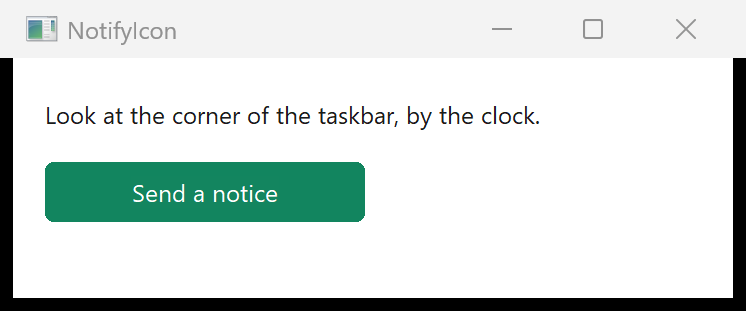 NotifyIcon
Look at the corner of the taskbar, by the clock.
Send a notice